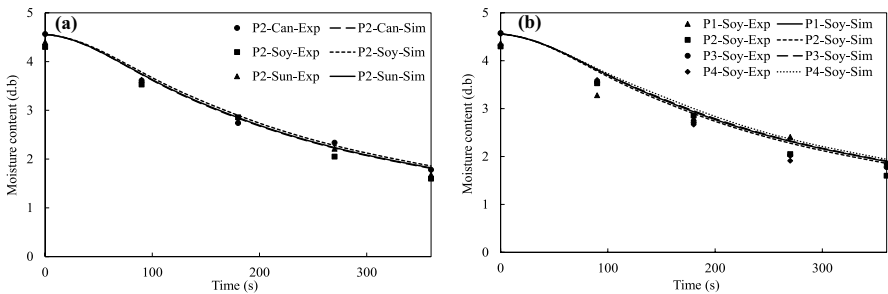 (a)
P2-Can-Exp P2-Can-Sim
P2-Soy-Exp P2-Soy-Sim
P2-Sun-Exp P2-Sun-Sim
5
4
3
2
1
0
Moisture content (d.b)
0 100 200 300
Time (s)
(b)
P1-Soy-Exp P1-Soy-Sim
P2-Soy-Exp P2-Soy-Sim
P3-Soy-Exp P3-Soy-Sim
P4-Soy-Exp P4-Soy-Sim
5
4
3
2
1
0
Moisture content (d.b)
0 100 200 300
Time (s)